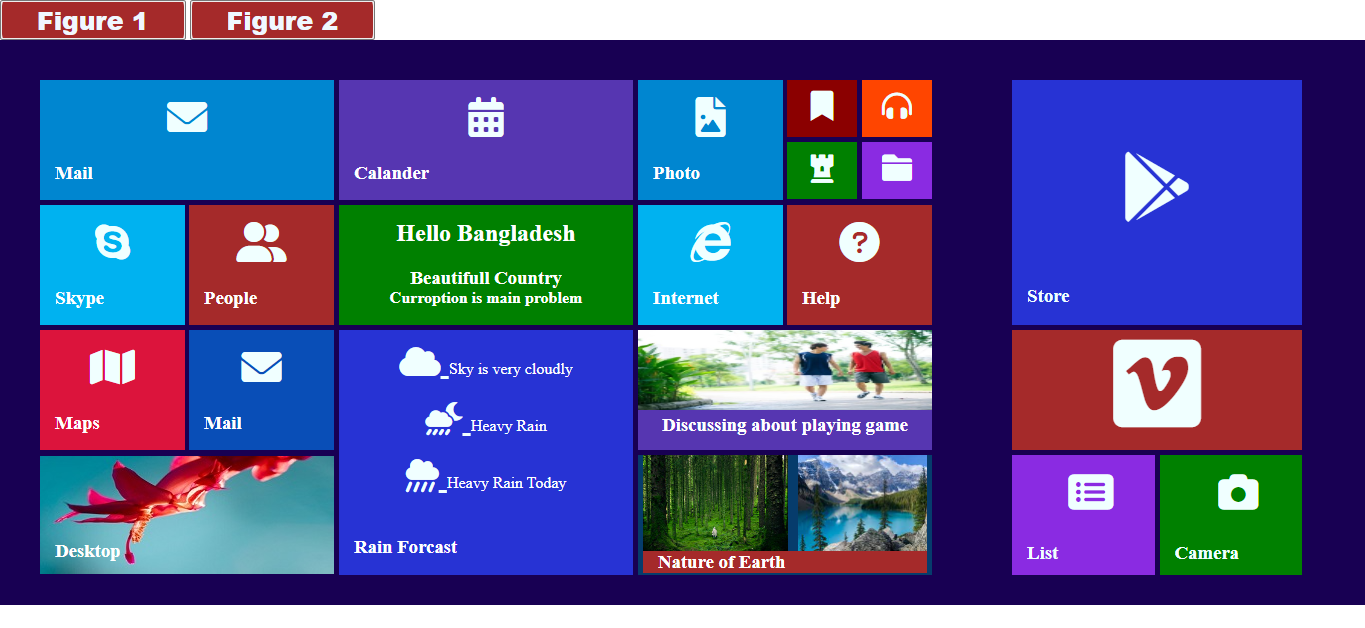 Figure 1
Figure 2
Mail
Calander
Photo
Store
Skype
People
Hello Bangladesh
Beautifull Country
Curroption is main problem
Internet
Help
Maps
Mail
_Sky is very cloudly
_Heavy Rain
_Heavy Rain Today
Rain Forcast
Discussing about playing game
Desktop
Nature of Earth
List
Camera